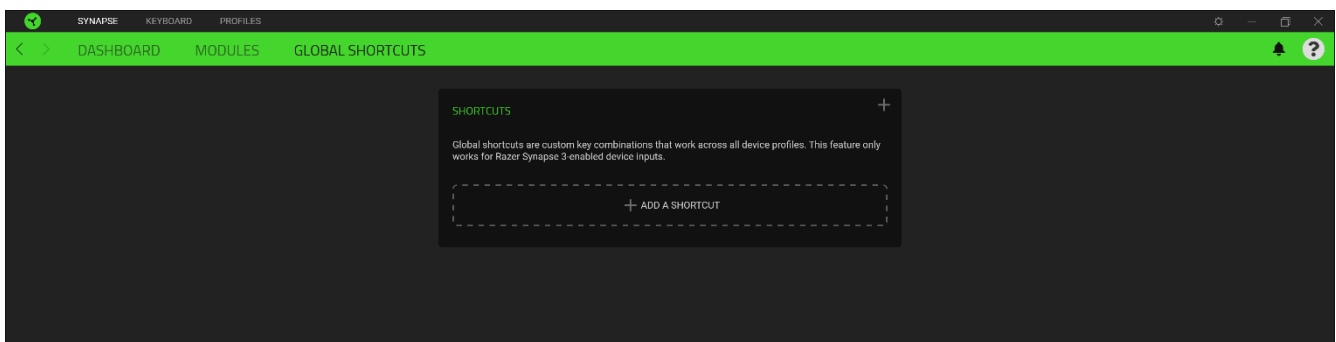 SYNAPSE KEYBOARD PROFILES
DASHBOARD MODULES GLOBAL SHORTCUTS
SHORTCUTS
Global shortcuts are custom key combinations that work across all device profiles. This feature only
works for Razer Synapse 3-enabled device inputs.
ADD A SHORTCUT